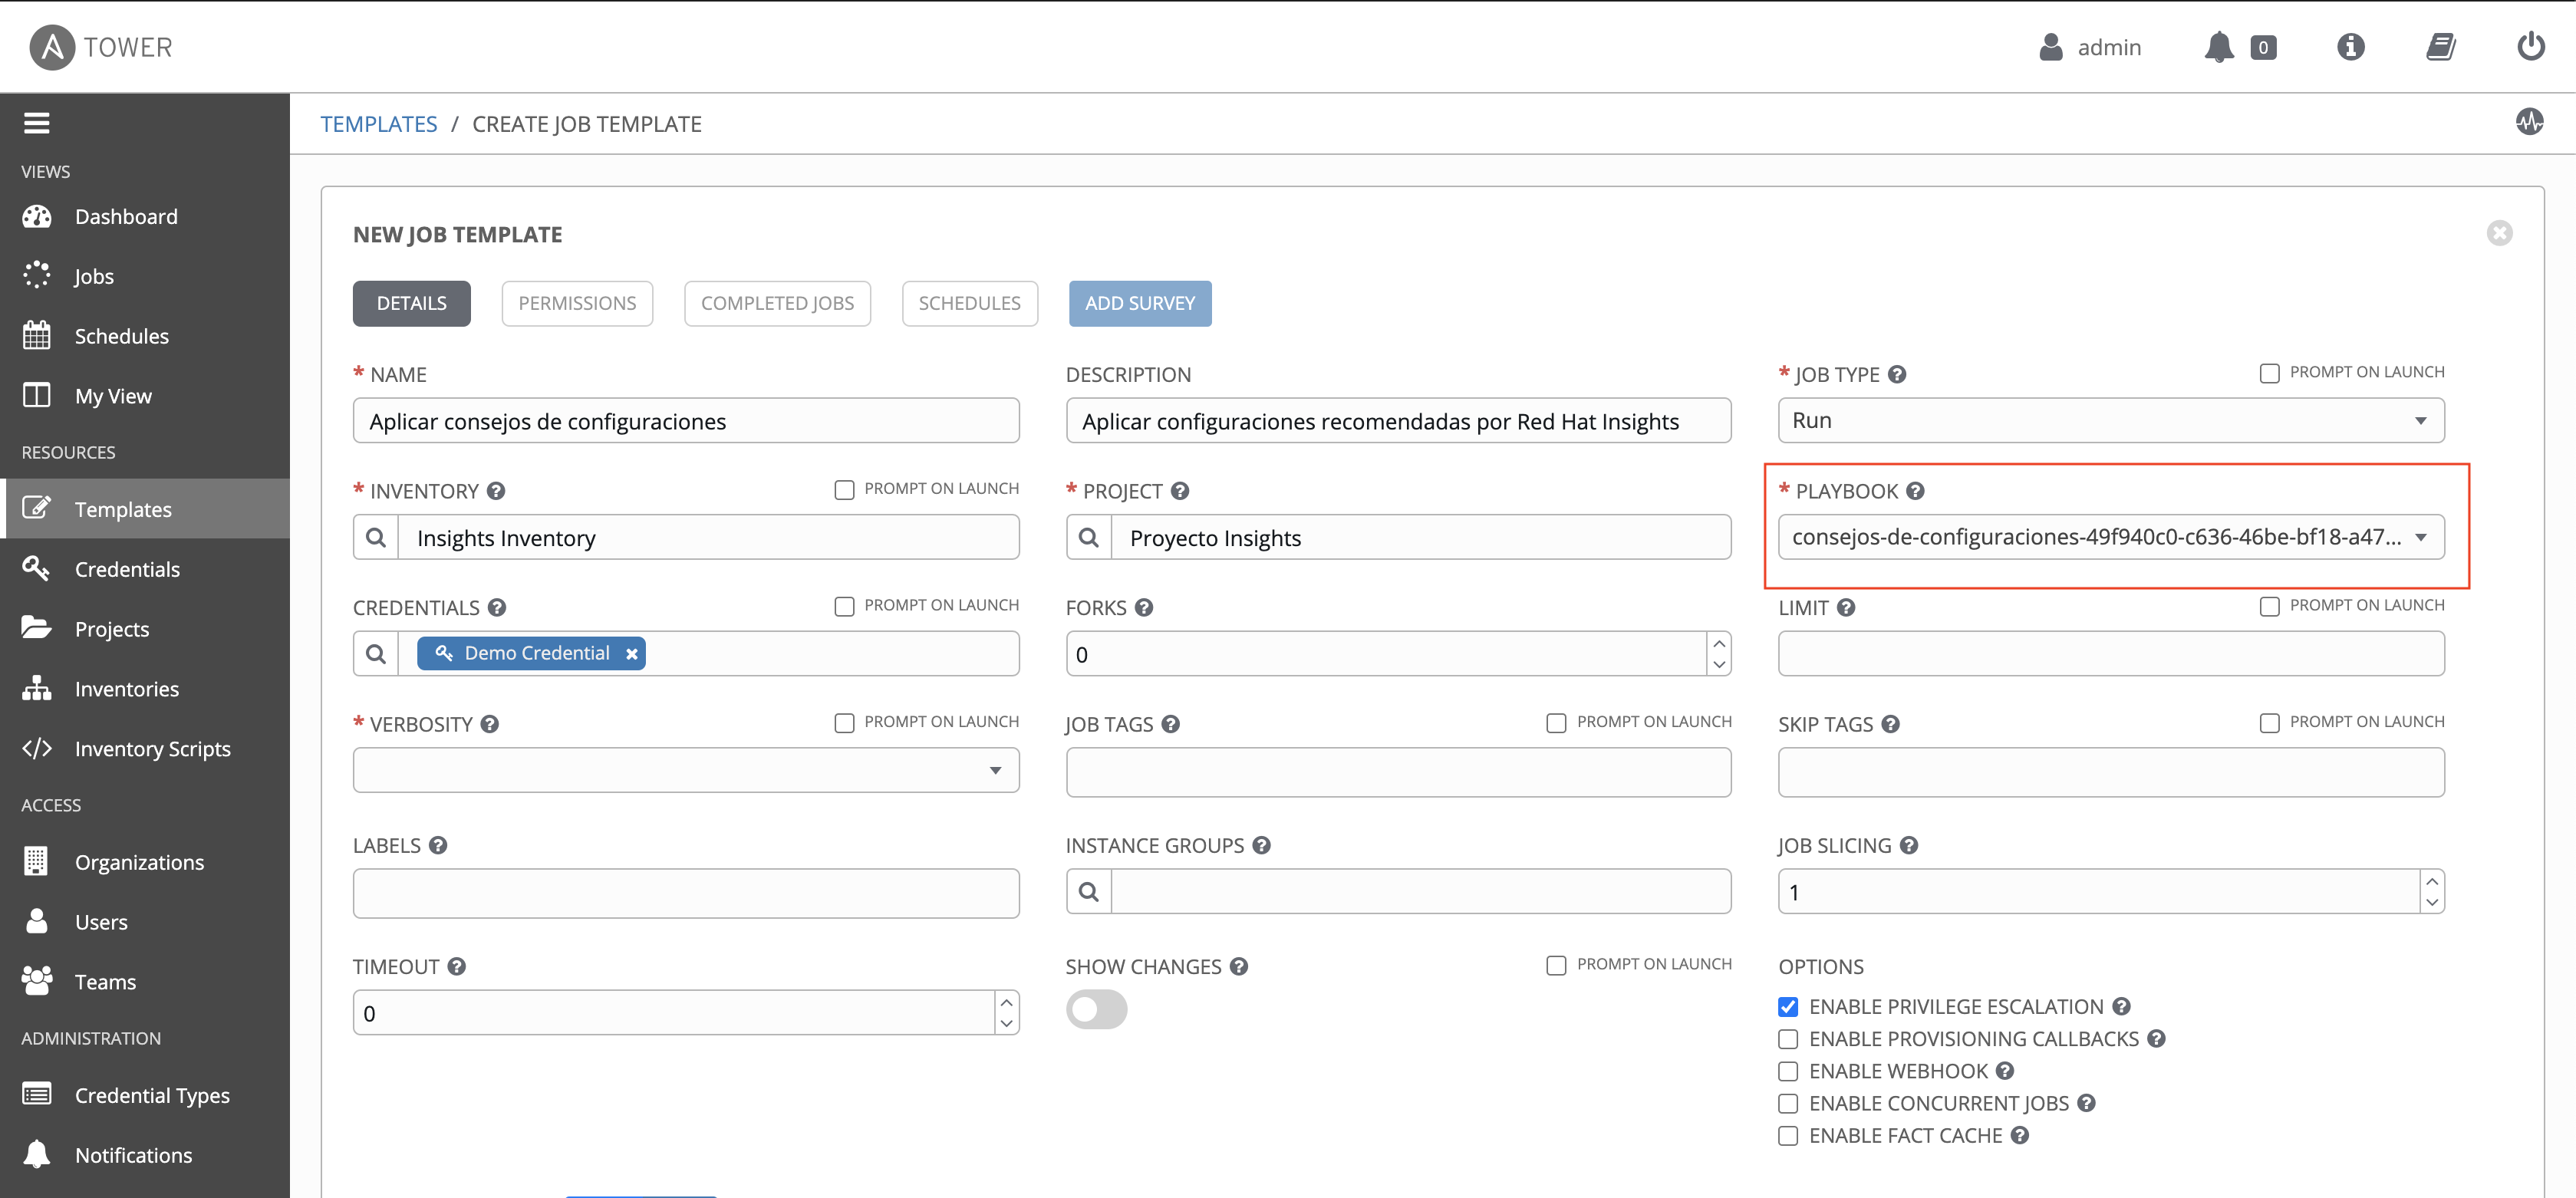 TOWER
admin
0
VIEWS
Dashboard
Jobs
Schedules
My View
RESOURCES
Templates
Credentials
Projects
Inventories
Inventory Scripts
ACCESS
Organizations
Users
Teams
ADMINISTRATION
Credential Types
Notifications
TEMPLATES / CREATE JOB TEMPLATE
NEW JOB TEMPLATE
DETAILS PERMISSIONS COMPLETED JOBS SCHEDULES ADD SURVEY
* NAME
Aplicar consejos de configuraciones
DESCRIPTION
Aplicar configuraciones recomendadas por Red Hat Insights
* JOB TYPE PROMPT ON LAUNCH
Run
* INVENTORY PROMPT ON LAUNCH
Insights Inventory
* PROJECT
Proyecto Insights
* PLAYBOOK
consejos-de-configuraciones-49f940c0-c636-46be-bf18-a47...
CREDENTIALS PROMPT ON LAUNCH
Demo Credential
FORKS
0
LIMIT PROMPT ON LAUNCH
* VERBOSITY PROMPT ON LAUNCH
JOB TAGS PROMPT ON LAUNCH
SKIP TAGS PROMPT ON LAUNCH
LABELS
INSTANCE GROUPS
JOB SLICING
1
TIMEOUT
0
SHOW CHANGES PROMPT ON LAUNCH
OPTIONS
ENABLE PRIVILEGE ESCALATION
ENABLE PROVISIONING CALLBACKS
ENABLE WEBHOOK
ENABLE CONCURRENT JOBS
ENABLE FACT CACHE